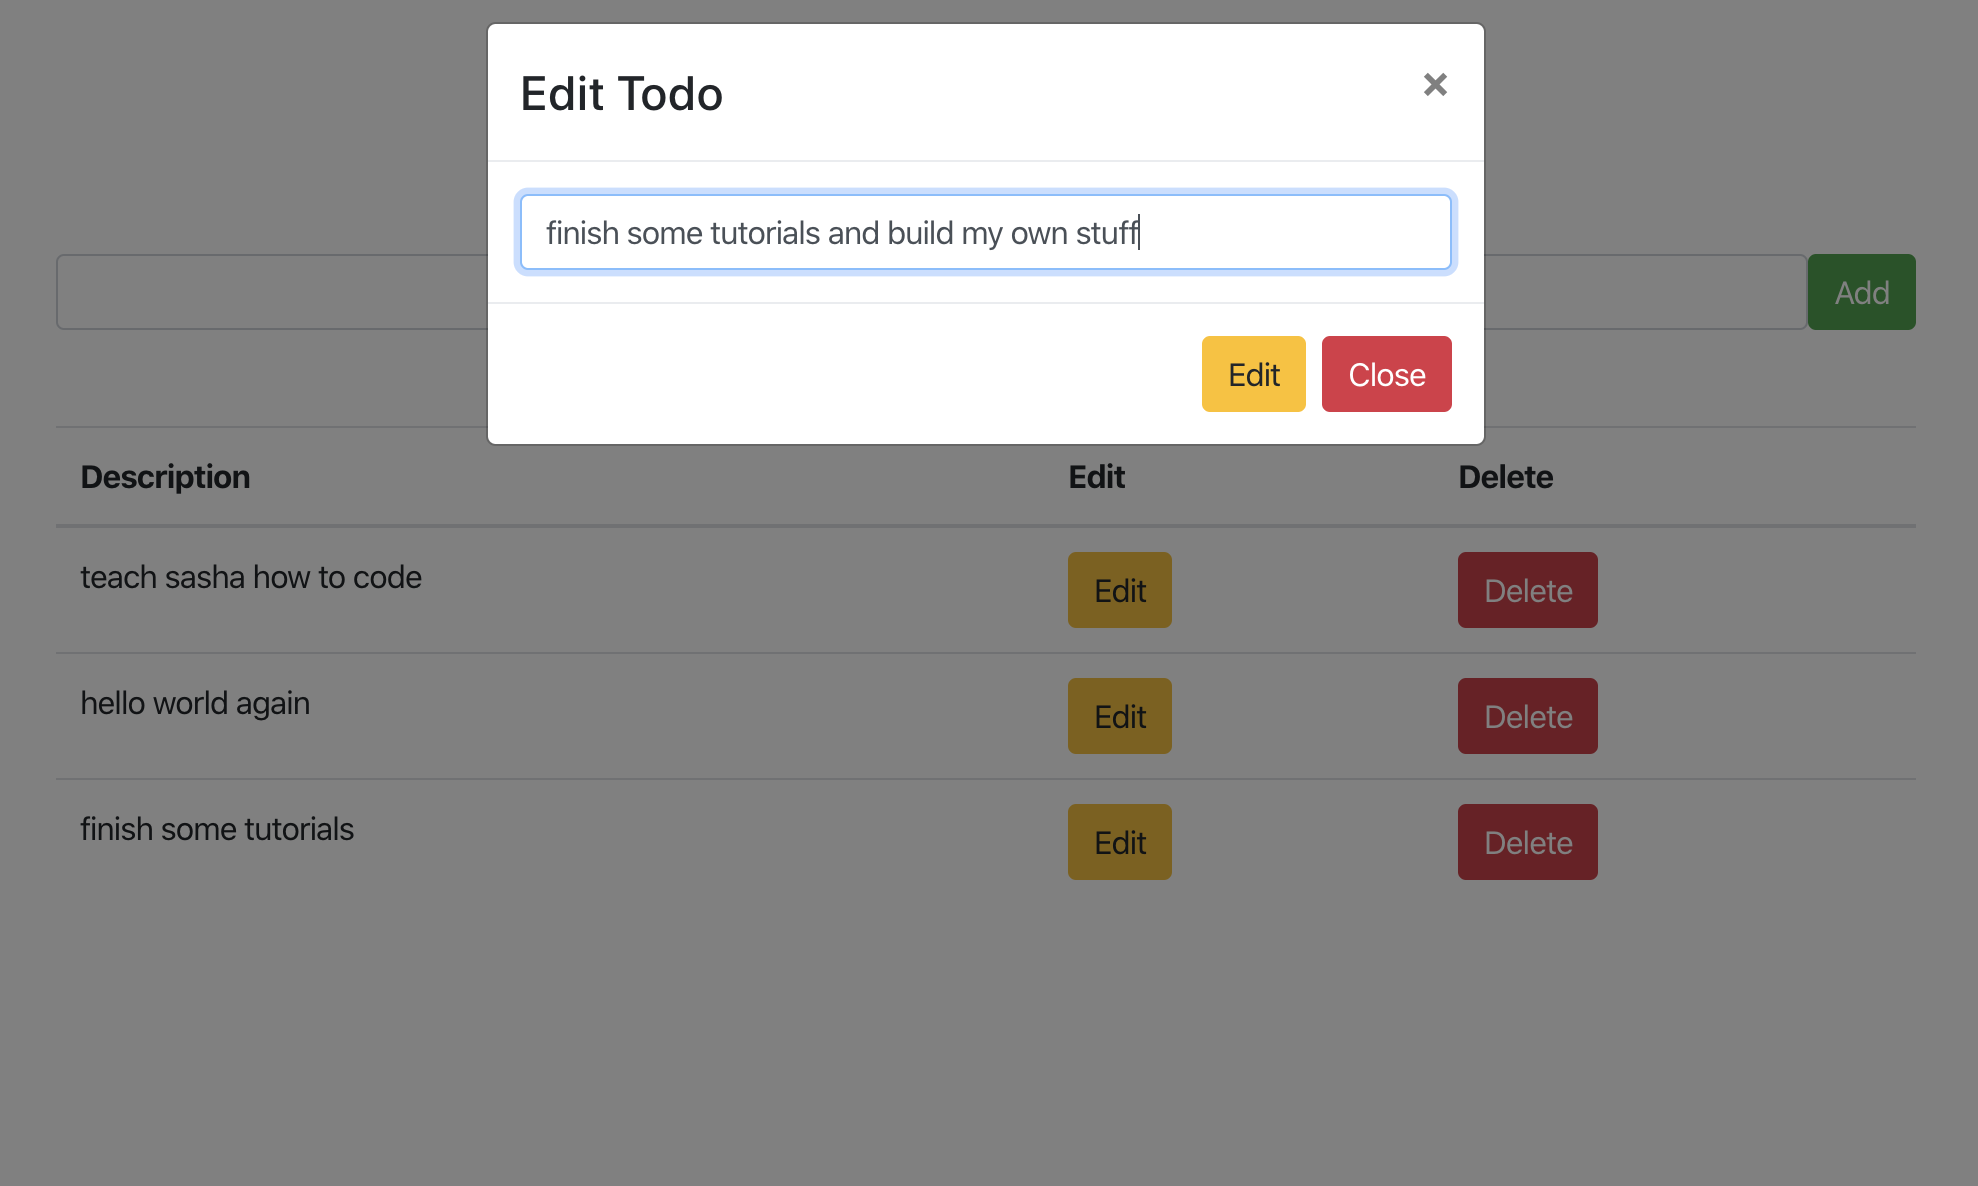 Edit Todo ×
finish some tutorials and build my own stuff
Add
Edit Close
Description Edit Delete
teach sasha how to code Edit Delete
hello world again Edit Delete
finish some tutorials Edit Delete